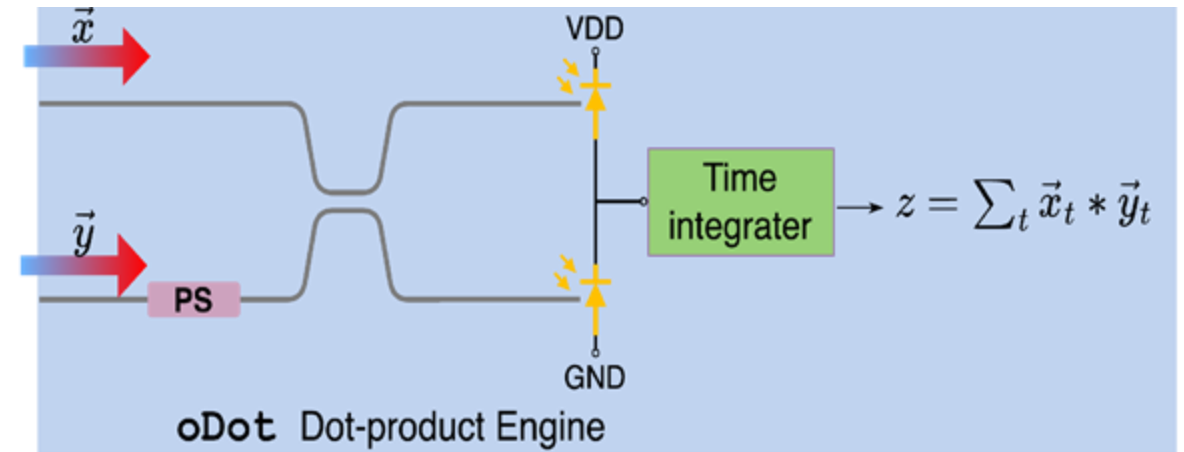 x⃗
VDD
y⃗
Time
integrater
z = ∑ₜ x⃗ₜ * y⃗ₜ
PS
GND
oDot Dot-product Engine